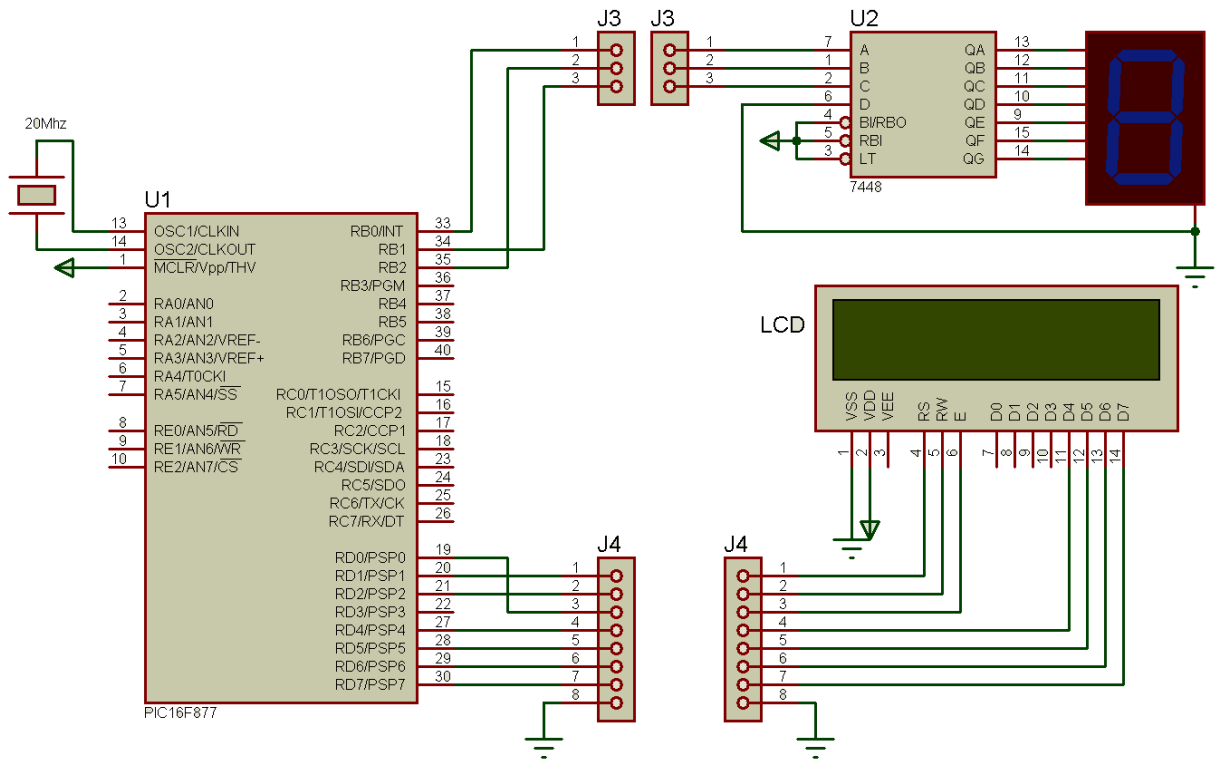 20Mhz
U1
13 OSC1/CLKIN
14 OSC2/CLKOUT
1 MCLR/Vpp/THV
2 RA0/AN0
3 RA1/AN1
4 RA2/AN2/VREF-
5 RA3/AN3/VREF+
6 RA4/T0CKI
7 RA5/AN4/SS
8 RE0/AN5/RD
9 RE1/AN6/WR
10 RE2/AN7/CS
RB0/INT 33
RB1 34
RB2 35
RB3/PGM 36
RB4 37
RB5 38
RB6/PGC 39
RB7/PGD 40
RC0/T1OSO/T1CKI 15
RC1/T1OSI/CCP2 16
RC2/CCP1 17
RC3/SCK/SCL 18
RC4/SDI/SDA 23
RC5/SDO 24
RC6/TX/CK 25
RC7/RX/DT 26
RD0/PSP0 19
RD1/PSP1 20
RD2/PSP2 21
RD3/PSP3 22
RD4/PSP4 27
RD5/PSP5 28
RD6/PSP6 29
RD7/PSP7 30
PIC16F877
J3
1
2
3
J3
1
2
3
U2
7 A
1 B
2 C
6 D
4 BI/RBO
5 RBI
3 LT
QA 13
QB 12
QC 11
QD 10
QE 9
QF 15
QG 14
7448
LCD
VSS 1
VDD 2
VEE 3
RS 4
RW 5
E 6
D0 7
D1 8
D2 9
D3 10
D4 11
D5 12
D6 13
D7 14
J4
1
2
3
4
5
6
7
8
J4
1
2
3
4
5
6
7
8